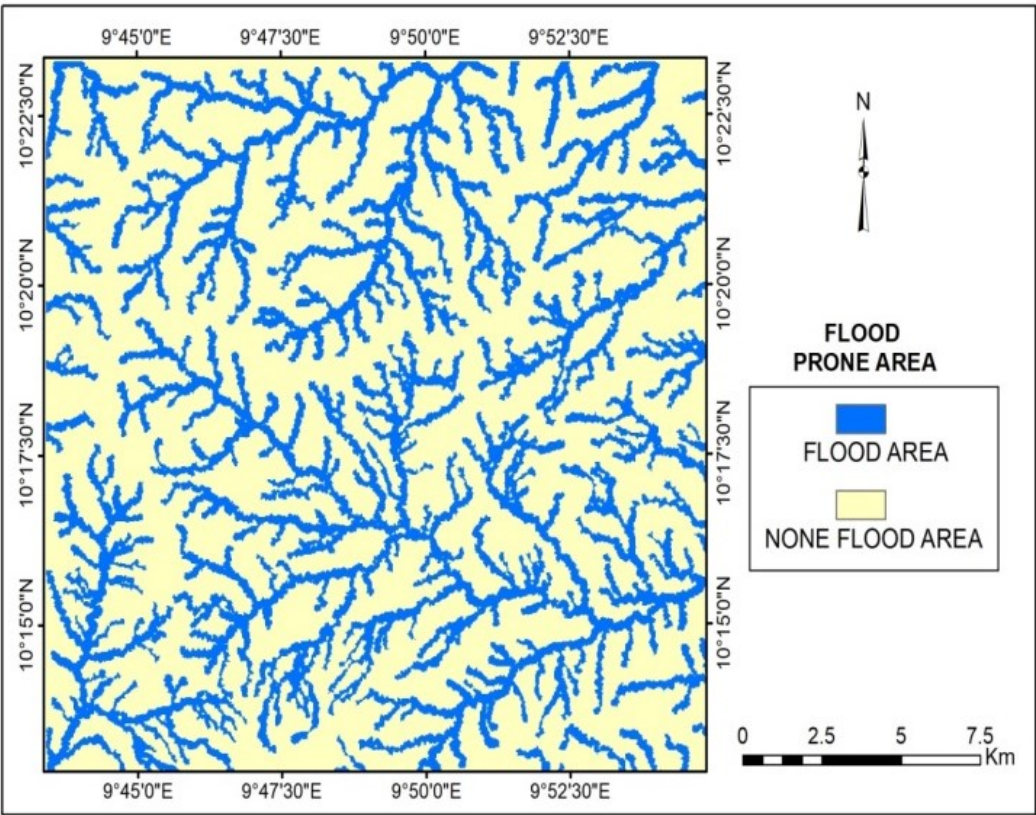 9°45'0"E 9°47'30"E 9°50'0"E 9°52'30"E
10°22'30"N
10°22'30"N
N
10°20'0"N
10°20'0"N
FLOOD
PRONE AREA
FLOOD AREA
10°17'30"N
10°17'30"N
NONE FLOOD AREA
10°15'0"N
10°15'0"N
0 2.5 5 7.5
Km
9°45'0"E 9°47'30"E 9°50'0"E 9°52'30"E